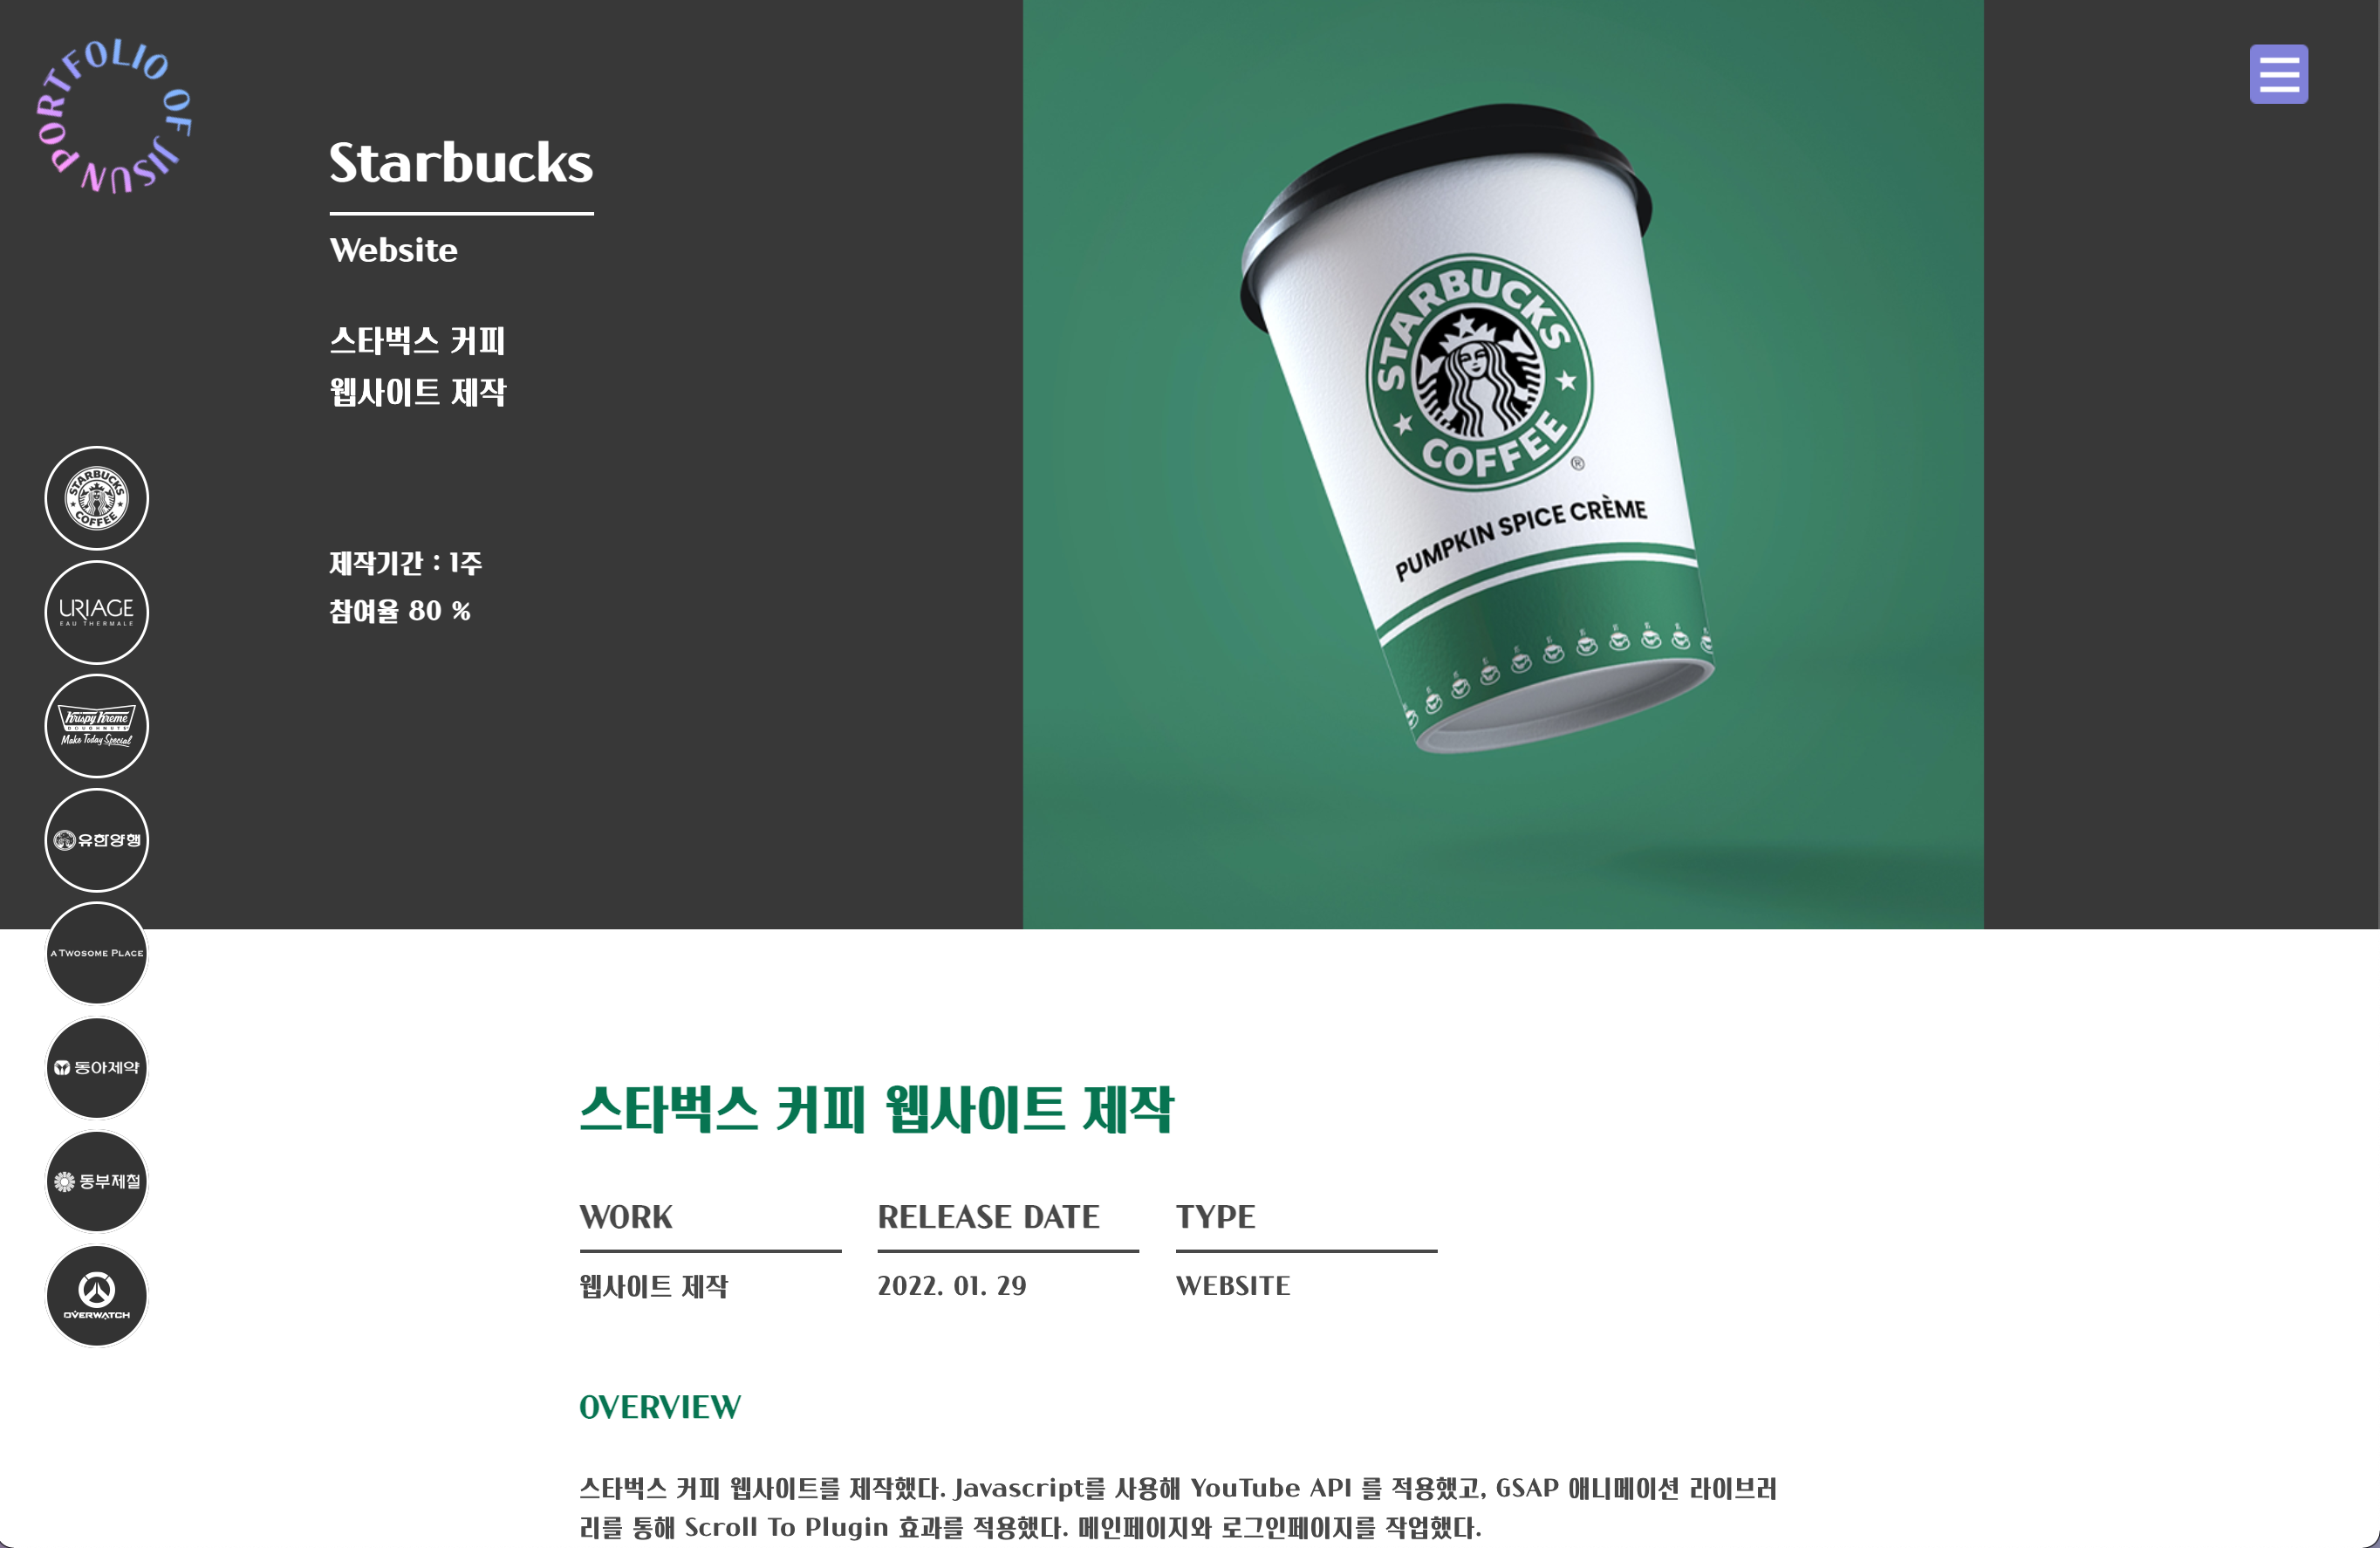 PORTFOLIO OF JISUN
Starbucks
Website
스타벅스 커피
웹사이트 제작
제작기간 : 1주
참여율 80 %
STARBUCKS
COFFEE
®
PUMPKIN SPICE CRÈME
STARBUCKS
COFFEE
URIAGE
EAU THERMALE
Krispy Kreme
DOUGHNUTS
Make Today Special
유한양행
A TWOSOME PLACE
동아제약
동부제철
OVERWATCH
스타벅스 커피 웹사이트 제작
WORK
웹사이트 제작
RELEASE DATE
2022. 01. 29
TYPE
WEBSITE
OVERVIEW
스타벅스 커피 웹사이트를 제작했다. Javascript를 사용해 YouTube API 를 적용했고, GSAP 애니메이션 라이브러
리를 통해 Scroll To Plugin 효과를 적용했다. 메인페이지와 로그인페이지를 작업했다.